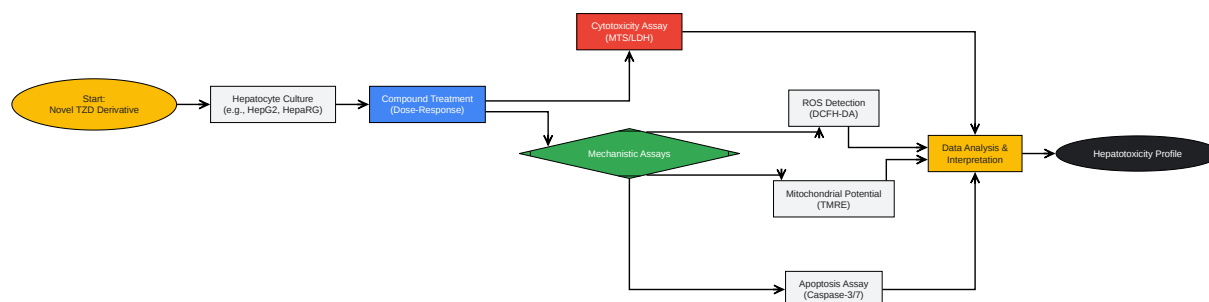 Start:
Novel TZD Derivative
Hepatocyte Culture
(e.g., HepG2, HepaRG)
Compound Treatment
(Dose-Response)
Cytotoxicity Assay
(MTS/LDH)
Mechanistic Assays
ROS Detection
(DCFH-DA)
Mitochondrial Potential
(TMRE)
Apoptosis Assay
(Caspase-3/7)
Data Analysis &
Interpretation
Hepatotoxicity Profile